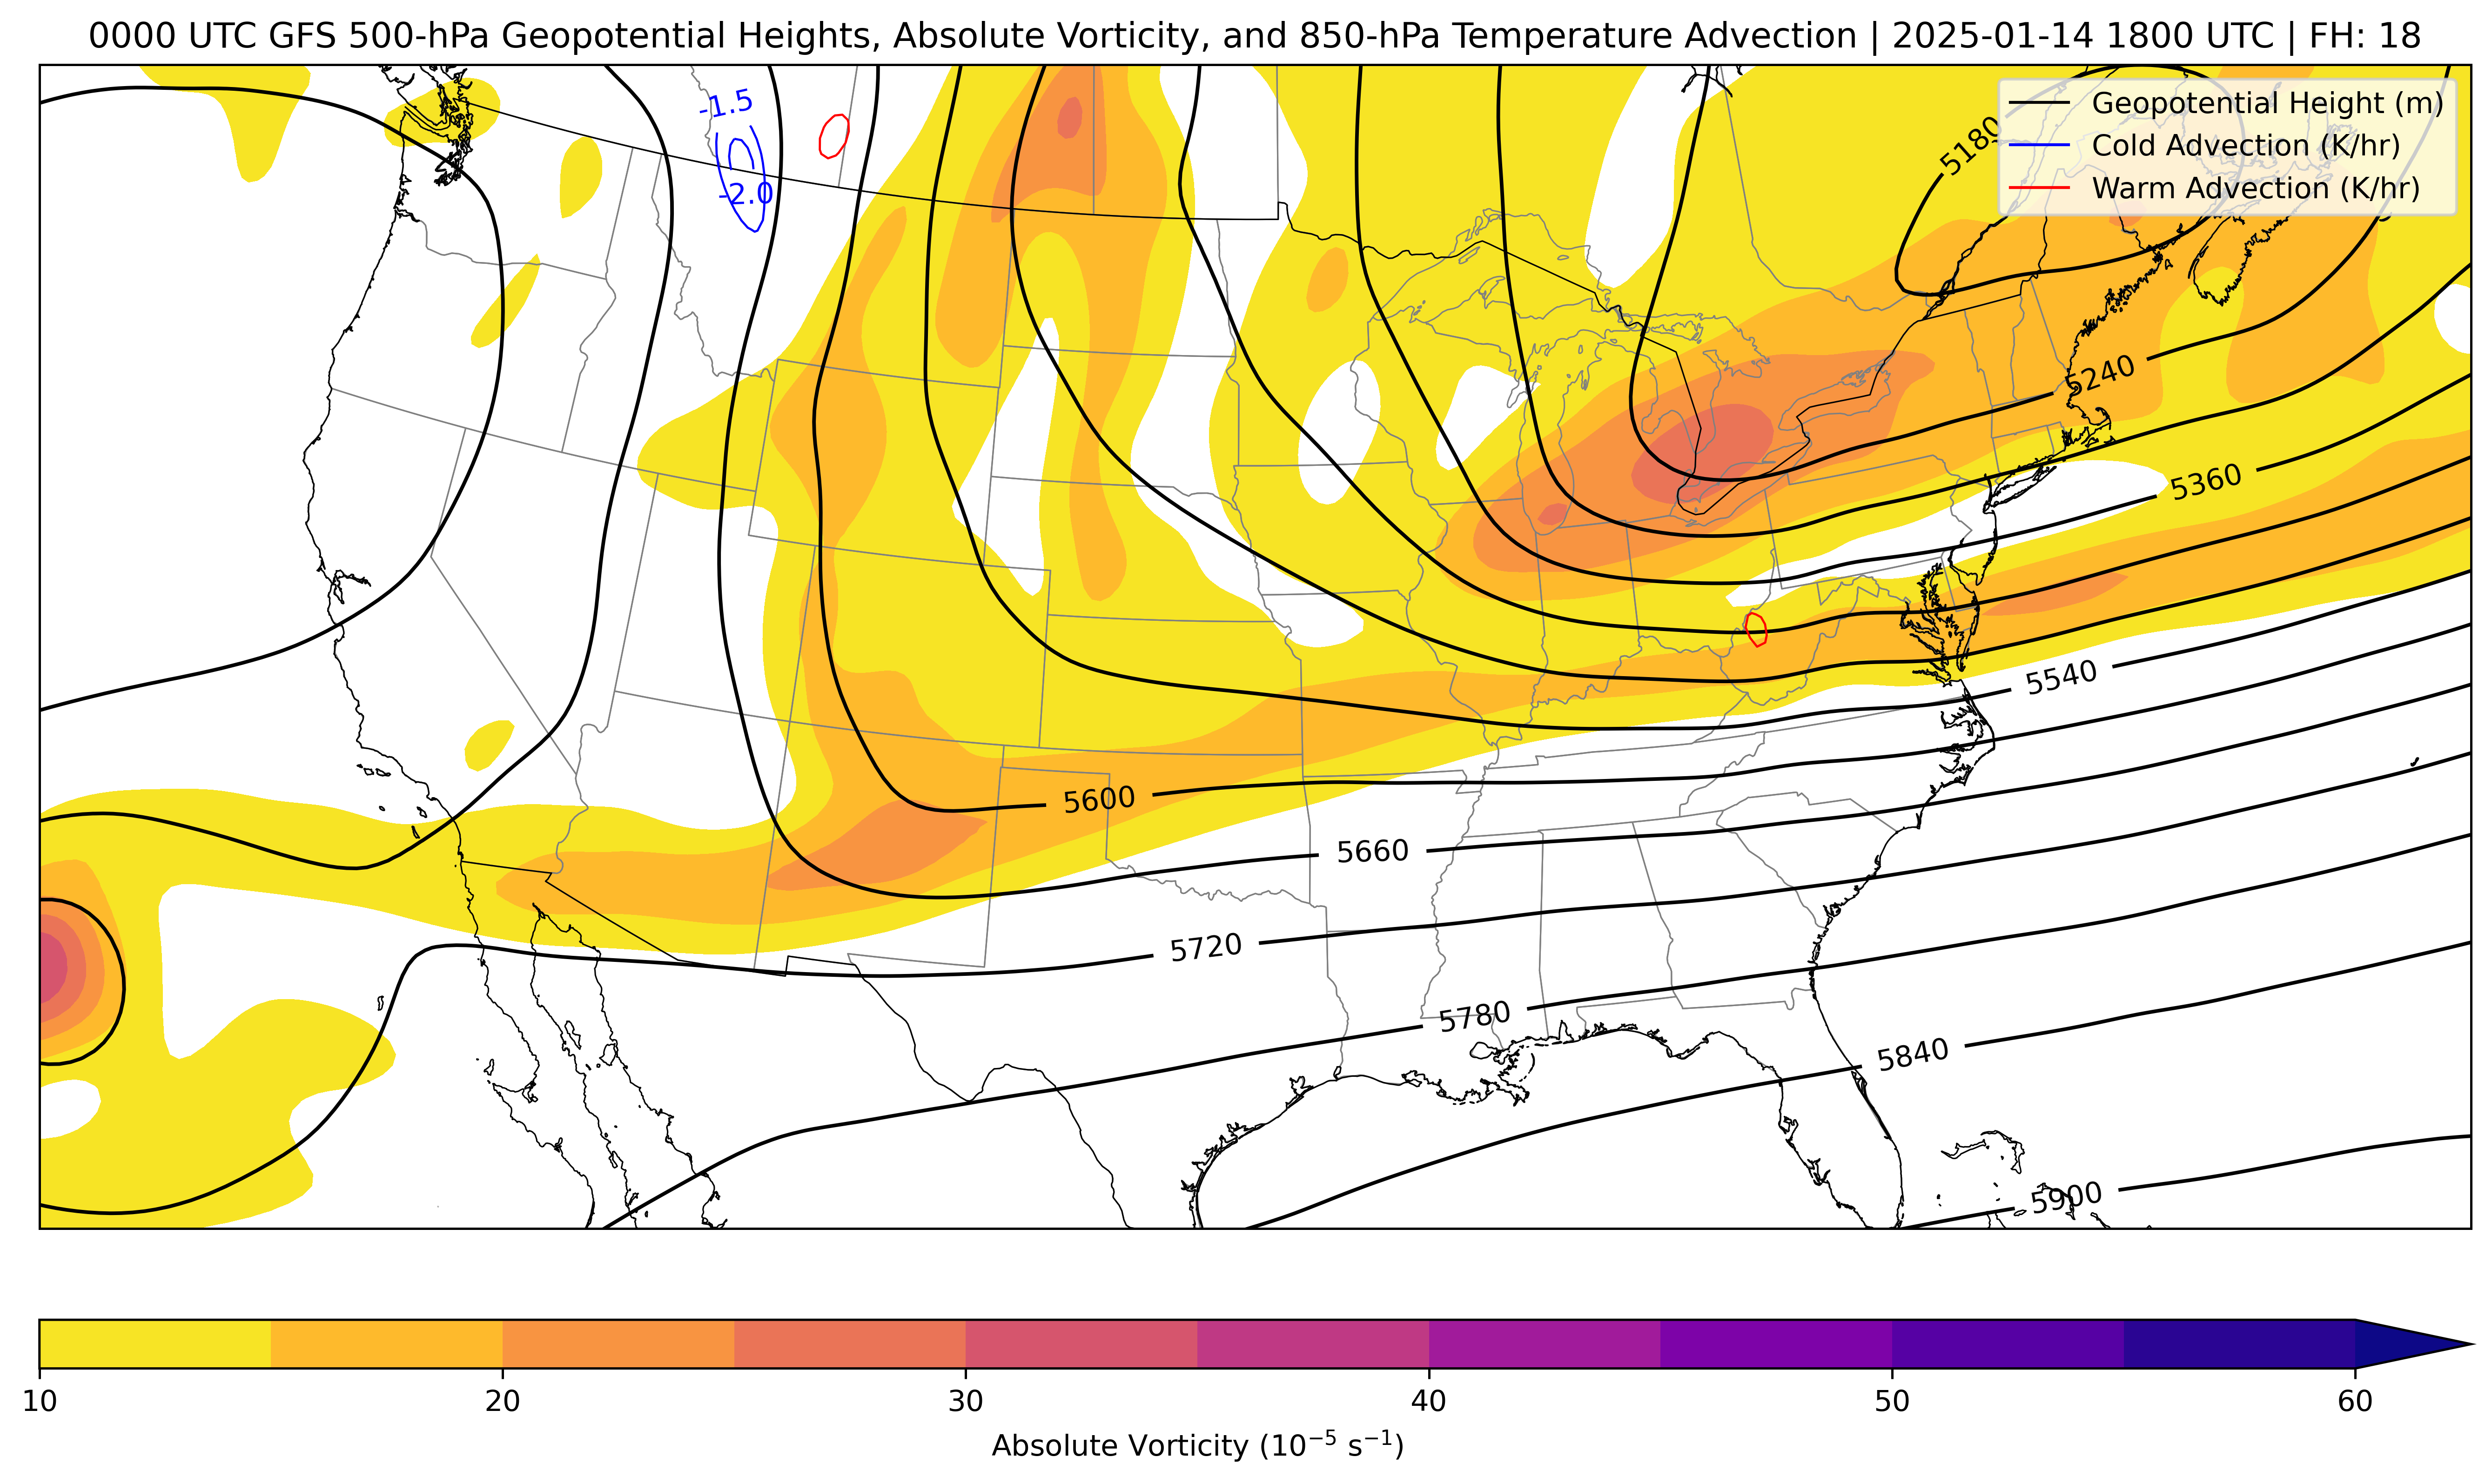 0000 UTC GFS 500-hPa Geopotential Heights, Absolute Vorticity, and 850-hPa Temperature Advection | 2025-01-14 1800 UTC | FH: 18
-1.5
-2.0
5180
Geopotential Height (m)
Cold Advection (K/hr)
Warm Advection (K/hr)
5240
5360
5540
5600
5660
5720
5780
5840
5900
10 20 30 40 50 60
Absolute Vorticity (10⁻⁵ s⁻¹)